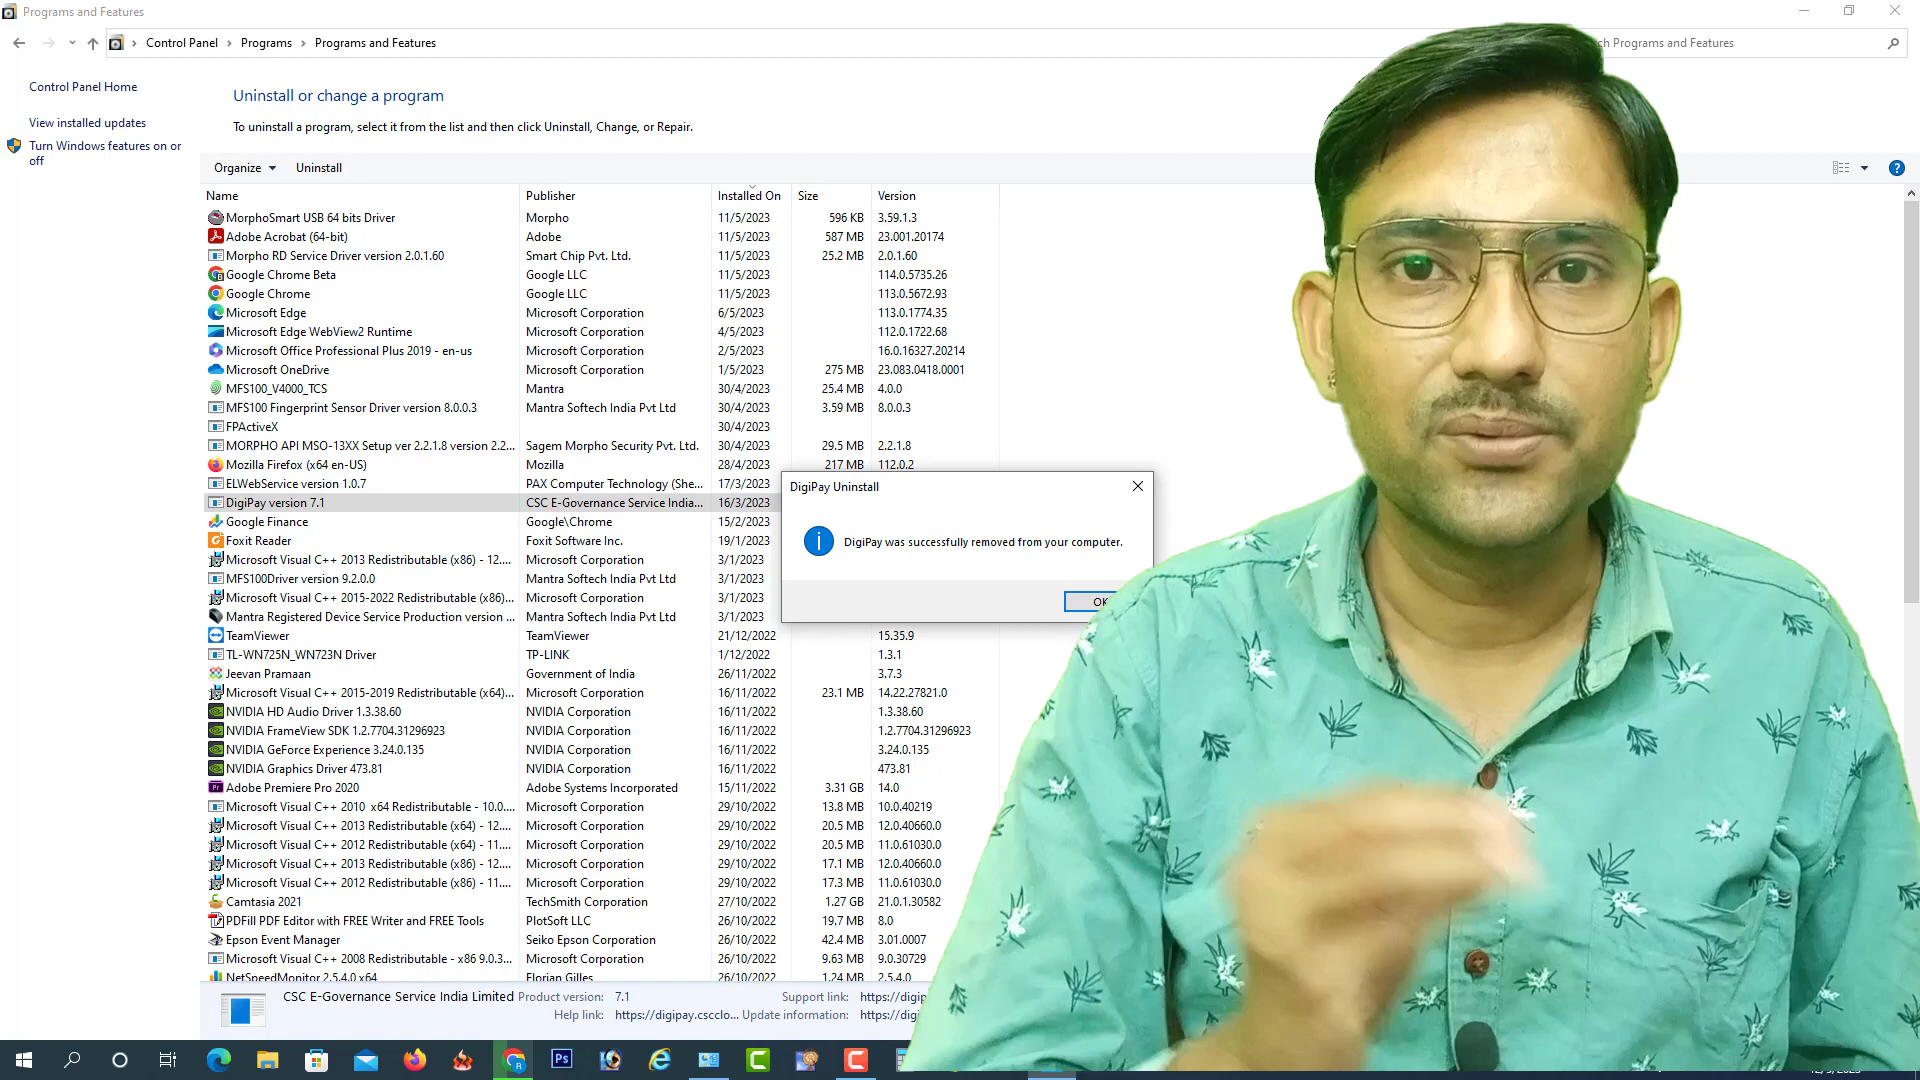 Programs and Features
Control Panel > Programs > Programs and Features
Programs and Features
Control Panel Home
View installed updates
Turn Windows features on or
off
Uninstall or change a program
To uninstall a program, select it from the list and then click Uninstall, Change, or Repair.
Organize Uninstall
Name Publisher Installed On Size Version
MorphoSmart USB 64 bits Driver Morpho 11/5/2023 596 KB 3.59.1.3
Adobe Acrobat (64-bit) Adobe 11/5/2023 587 MB 23.001.20174
Morpho RD Service Driver version 2.0.1.60 Smart Chip Pvt. Ltd. 11/5/2023 25.2 MB 2.0.1.60
Google Chrome Beta Google LLC 11/5/2023 114.0.5735.26
Google Chrome Google LLC 11/5/2023 113.0.5672.93
Microsoft Edge Microsoft Corporation 6/5/2023 113.0.1774.35
Microsoft Edge WebView2 Runtime Microsoft Corporation 4/5/2023 112.0.1722.68
Microsoft Office Professional Plus 2019 - en-us Microsoft Corporation 2/5/2023 16.0.16327.20214
Microsoft OneDrive Microsoft Corporation 1/5/2023 275 MB 23.083.0418.0001
MFS100_V4000_TCS Mantra 30/4/2023 25.4 MB 4.0.0
MFS100 Fingerprint Sensor Driver version 8.0.0.3 Mantra Softech India Pvt Ltd 30/4/2023 3.59 MB 8.0.0.3
FPActiveX 30/4/2023
MORPHO API MSO-13XX Setup ver 2.2.1.8 version 2.2... Sagem Morpho Security Pvt. Ltd. 30/4/2023 29.5 MB 2.2.1.8
Mozilla Firefox (x64 en-US) Mozilla 28/4/2023 217 MB 112.0.2
ELWebService version 1.0.7 PAX Computer Technology (She... 17/3/2023
DigiPay version 7.1 CSC E-Governance Service India... 16/3/2023
Google Finance Google\Chrome 15/2/2023
Foxit Reader Foxit Software Inc. 19/1/2023
Microsoft Visual C++ 2013 Redistributable (x86) - 12.... Microsoft Corporation 3/1/2023
MFS100Driver version 9.2.0.0 Mantra Softech India Pvt Ltd 3/1/2023
Microsoft Visual C++ 2015-2022 Redistributable (x86)... Microsoft Corporation 3/1/2023
Mantra Registered Device Service Production version ... Mantra Softech India Pvt Ltd 3/1/2023
TeamViewer TeamViewer 21/12/2022 15.35.9
TL-WN725N_WN723N Driver TP-LINK 1/12/2022 1.3.1
Jeevan Pramaan Government of India 26/11/2022 3.7.3
Microsoft Visual C++ 2015-2019 Redistributable (x64)... Microsoft Corporation 16/11/2022 23.1 MB 14.22.27821.0
NVIDIA HD Audio Driver 1.3.38.60 NVIDIA Corporation 16/11/2022 1.3.38.60
NVIDIA FrameView SDK 1.2.7704.31296923 NVIDIA Corporation 16/11/2022 1.2.7704.31296923
NVIDIA GeForce Experience 3.24.0.135 NVIDIA Corporation 16/11/2022 3.24.0.135
NVIDIA Graphics Driver 473.81 NVIDIA Corporation 16/11/2022 473.81
Adobe Premiere Pro 2020 Adobe Systems Incorporated 15/11/2022 3.31 GB 14.0
Microsoft Visual C++ 2010 x64 Redistributable - 10.0.... Microsoft Corporation 29/10/2022 13.8 MB 10.0.40219
Microsoft Visual C++ 2013 Redistributable (x64) - 12.... Microsoft Corporation 29/10/2022 20.5 MB 12.0.40660.0
Microsoft Visual C++ 2012 Redistributable (x64) - 11.... Microsoft Corporation 29/10/2022 20.5 MB 11.0.61030.0
Microsoft Visual C++ 2013 Redistributable (x86) - 12.... Microsoft Corporation 29/10/2022 17.1 MB 12.0.40660.0
Microsoft Visual C++ 2012 Redistributable (x86) - 11.... Microsoft Corporation 29/10/2022 17.3 MB 11.0.61030.0
Camtasia 2021 TechSmith Corporation 27/10/2022 1.27 GB 21.0.1.30582
PDFill PDF Editor with FREE Writer and FREE Tools PlotSoft LLC 26/10/2022 19.7 MB 8.0
Epson Event Manager Seiko Epson Corporation 26/10/2022 42.4 MB 3.01.0007
Microsoft Visual C++ 2008 Redistributable - x86 9.0.3... Microsoft Corporation 26/10/2022 9.63 MB 9.0.30729
NetSpeedMonitor 2.5.4.0 x64 Florian Gilles 26/10/2022 1.24 MB 2.5.4.0
DigiPay Uninstall
DigiPay was successfully removed from your computer.
OK
CSC E-Governance Service India Limited Product version: 7.1 Support link: https://digip
Help link: https://digipay.cscclo... Update information: https://digi
Ps